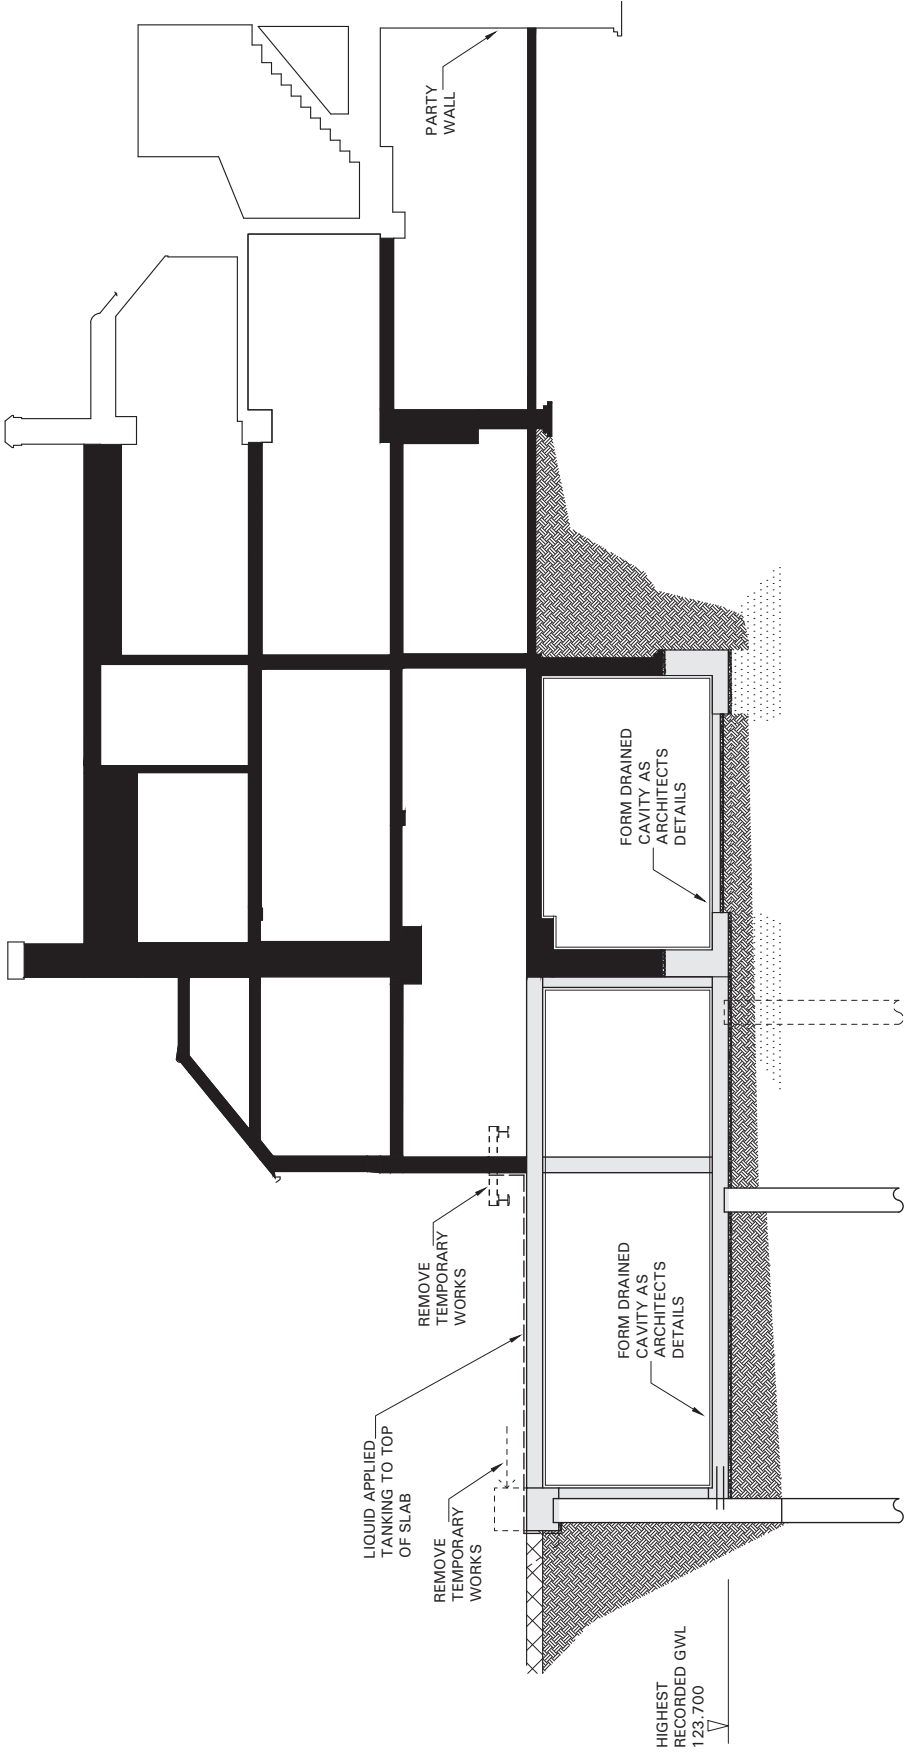 HIGHEST
RECORDED GWL
123.700
REMOVE
TEMPORARY
WORKS
LIQUID APPLIED
TANKING TO TOP
OF SLAB
REMOVE
TEMPORARY
WORKS
FORM DRAINED
CAVITY AS
ARCHITECTS
DETAILS
FORM DRAINED
CAVITY AS
ARCHITECTS
DETAILS
PARTY
WALL